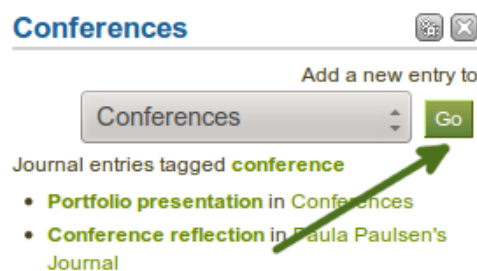 Conferences
Add a new entry to
Conferences
Go
Journal entries tagged conference
Portfolio presentation in Conferences
Conference reflection in Paula Paulsen's
Journal